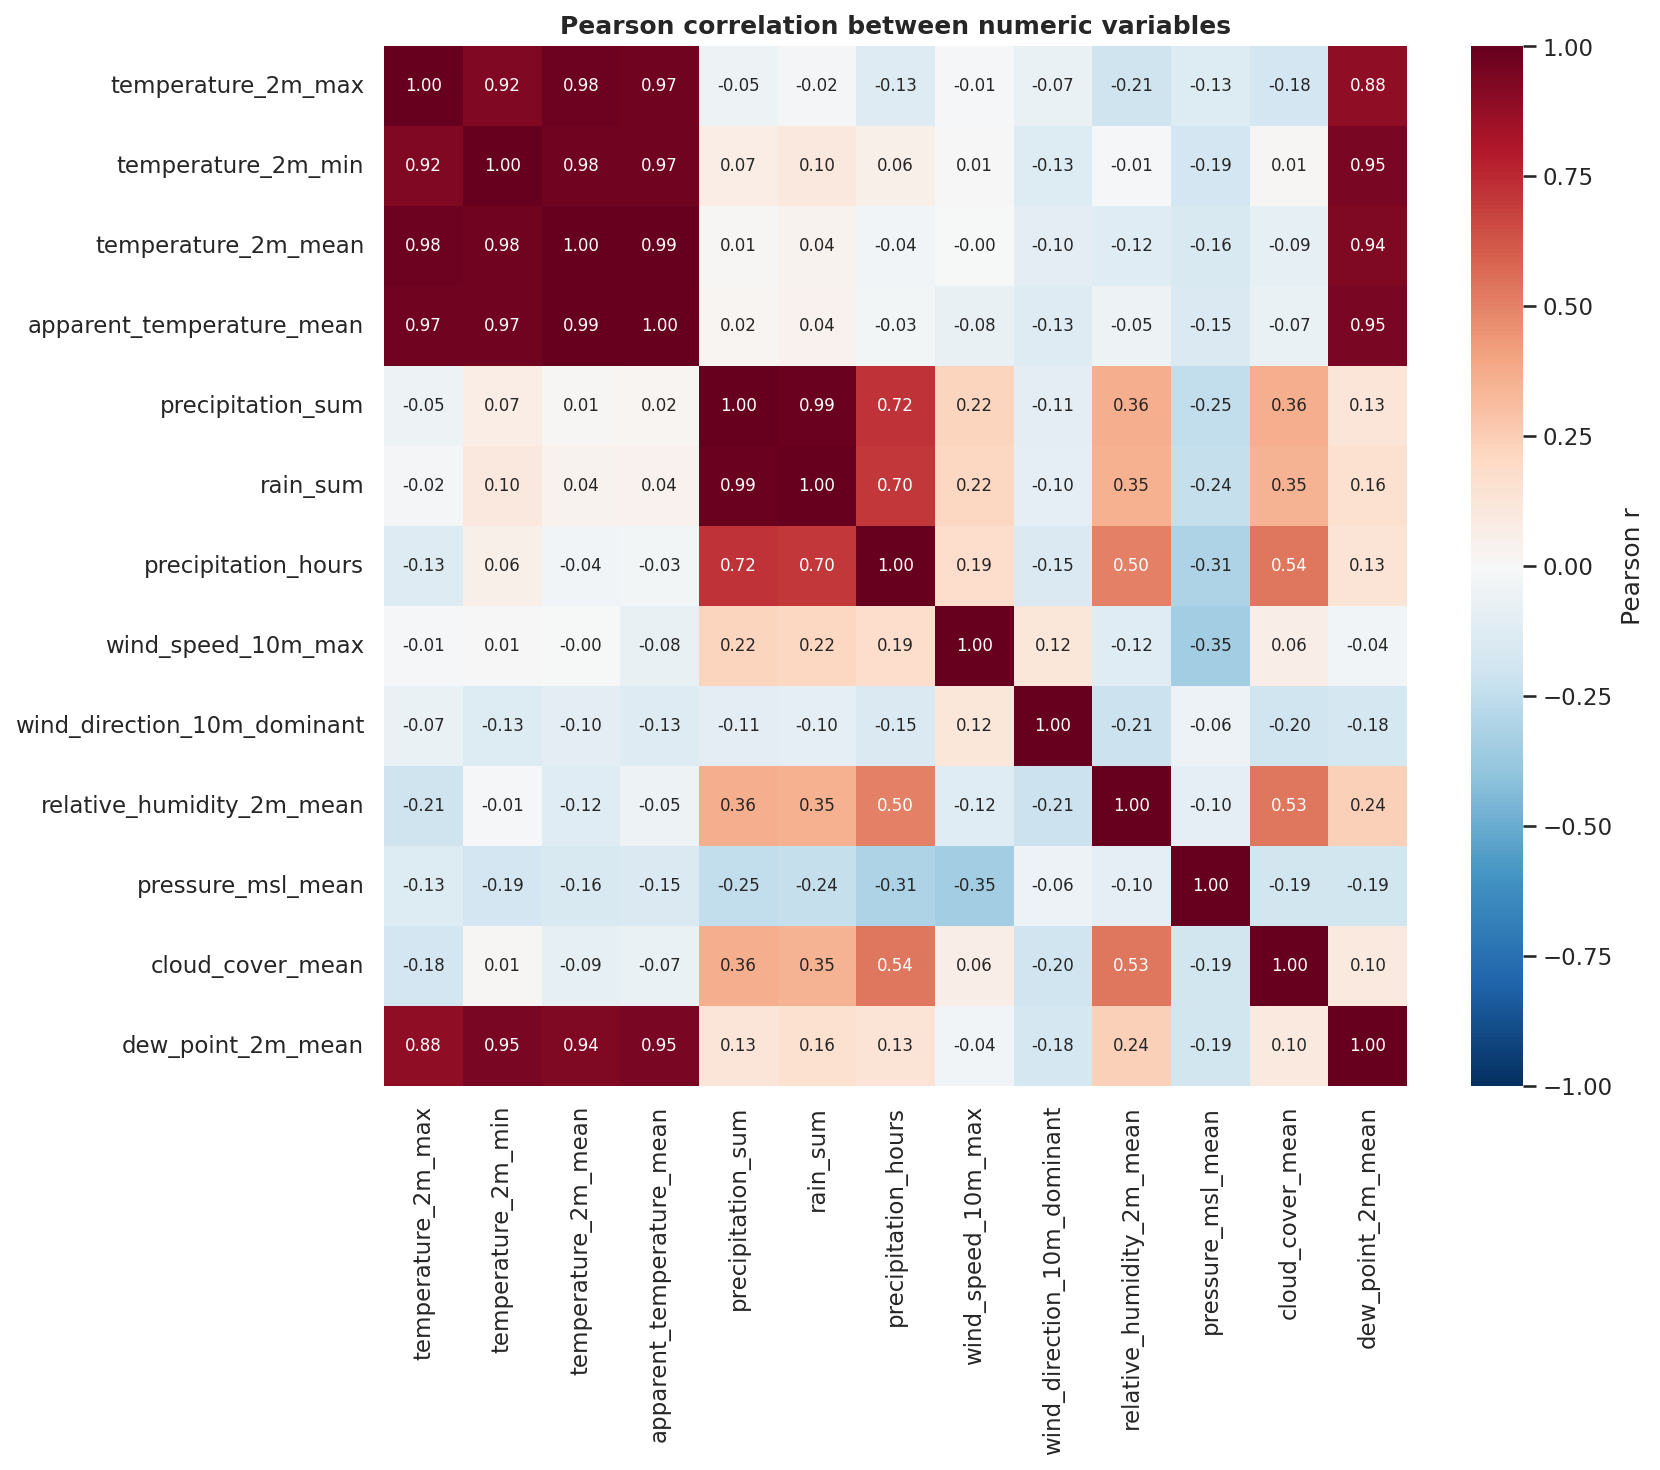 Pearson correlation between numeric variables
temperature_2m_max 1.00 0.92 0.98 0.97 -0.05 -0.02 -0.13 -0.01 -0.07 -0.21 -0.13 -0.18 0.88
temperature_2m_min 0.92 1.00 0.98 0.97 0.07 0.10 0.06 0.01 -0.13 -0.01 -0.19 0.01 0.95
temperature_2m_mean 0.98 0.98 1.00 0.99 0.01 0.04 -0.04 -0.00 -0.10 -0.12 -0.16 -0.09 0.94
apparent_temperature_mean 0.97 0.97 0.99 1.00 0.02 0.04 -0.03 -0.08 -0.13 -0.05 -0.15 -0.07 0.95
precipitation_sum -0.05 0.07 0.01 0.02 1.00 0.99 0.72 0.22 -0.11 0.36 -0.25 0.36 0.13
rain_sum -0.02 0.10 0.04 0.04 0.99 1.00 0.70 0.22 -0.10 0.35 -0.24 0.35 0.16
precipitation_hours -0.13 0.06 -0.04 -0.03 0.72 0.70 1.00 0.19 -0.15 0.50 -0.31 0.54 0.13
wind_speed_10m_max -0.01 0.01 -0.00 -0.08 0.22 0.22 0.19 1.00 0.12 -0.12 -0.35 0.06 -0.04
wind_direction_10m_dominant -0.07 -0.13 -0.10 -0.13 -0.11 -0.10 -0.15 0.12 1.00 -0.21 -0.06 -0.20 -0.18
relative_humidity_2m_mean -0.21 -0.01 -0.12 -0.05 0.36 0.35 0.50 -0.12 -0.21 1.00 -0.10 0.53 0.24
pressure_msl_mean -0.13 -0.19 -0.16 -0.15 -0.25 -0.24 -0.31 -0.35 -0.06 -0.10 1.00 -0.19 -0.19
cloud_cover_mean -0.18 0.01 -0.09 -0.07 0.36 0.35 0.54 0.06 -0.20 0.53 -0.19 1.00 0.10
dew_point_2m_mean 0.88 0.95 0.94 0.95 0.13 0.16 0.13 -0.04 -0.18 0.24 -0.19 0.10 1.00
temperature_2m_max
temperature_2m_min
temperature_2m_mean
apparent_temperature_mean
precipitation_sum
rain_sum
precipitation_hours
wind_speed_10m_max
wind_direction_10m_dominant
relative_humidity_2m_mean
pressure_msl_mean
cloud_cover_mean
dew_point_2m_mean
1.00
0.75
0.50
0.25
0.00
−0.25
−0.50
−0.75
−1.00
Pearson r